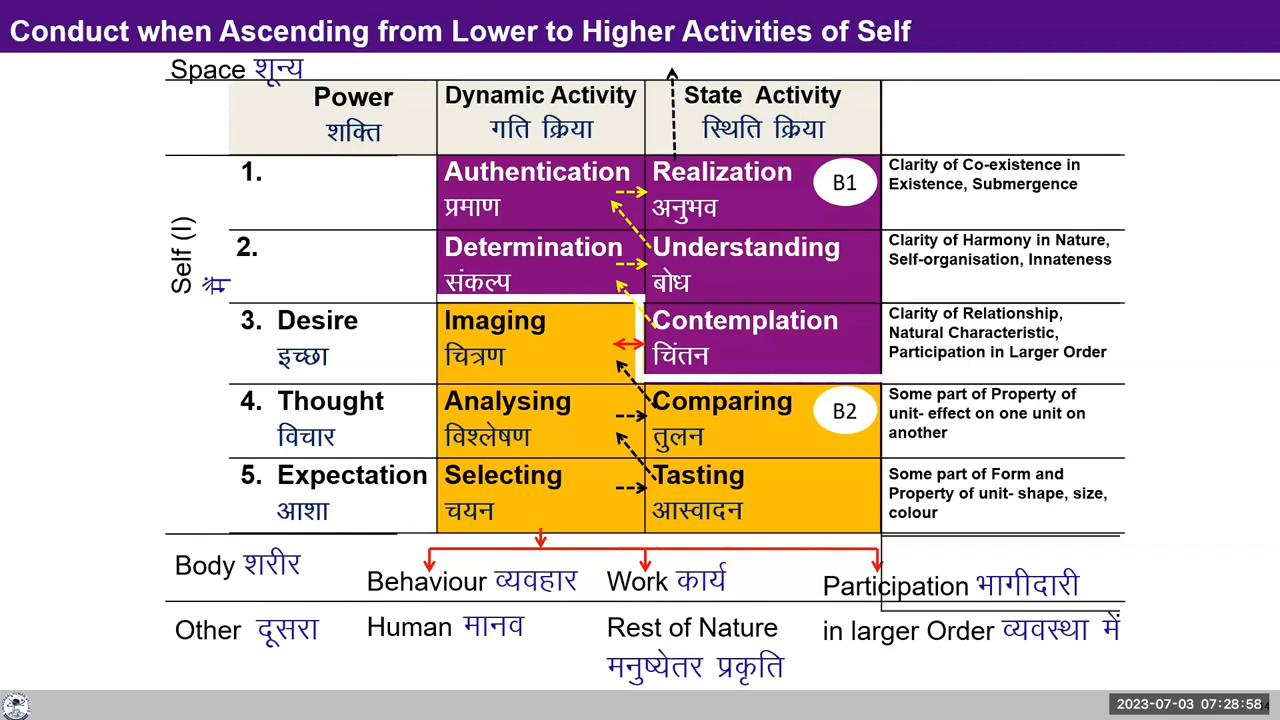 Conduct when Ascending from Lower to Higher Activities of Self
Space शून्य
Power
शक्ति
Dynamic Activity
गति क्रिया
State Activity
स्थिति क्रिया
Self (I)
मैं
1.
Authentication
प्रमाण
Realization
अनुभव
B1
Clarity of Co-existence in
Existence, Submergence
2.
Determination
संकल्प
Understanding
बोध
Clarity of Harmony in Nature,
Self-organisation, Innateness
3. Desire
इच्छा
Imaging
चित्रण
Contemplation
चिंतन
Clarity of Relationship,
Natural Characteristic,
Participation in Larger Order
4. Thought
विचार
Analysing
विश्लेषण
Comparing
तुलन
B2
Some part of Property of
unit- effect on one unit on
another
5. Expectation
आशा
Selecting
चयन
Tasting
आस्वादन
Some part of Form and
Property of unit- shape, size,
colour
Body शरीर
Behaviour व्यवहार
Work कार्य
Participation भागीदारी
Other दूसरा
Human मानव
Rest of Nature
मनुष्येतर प्रकृति
in larger Order व्यवस्था में
2023-07-03 07:28:58